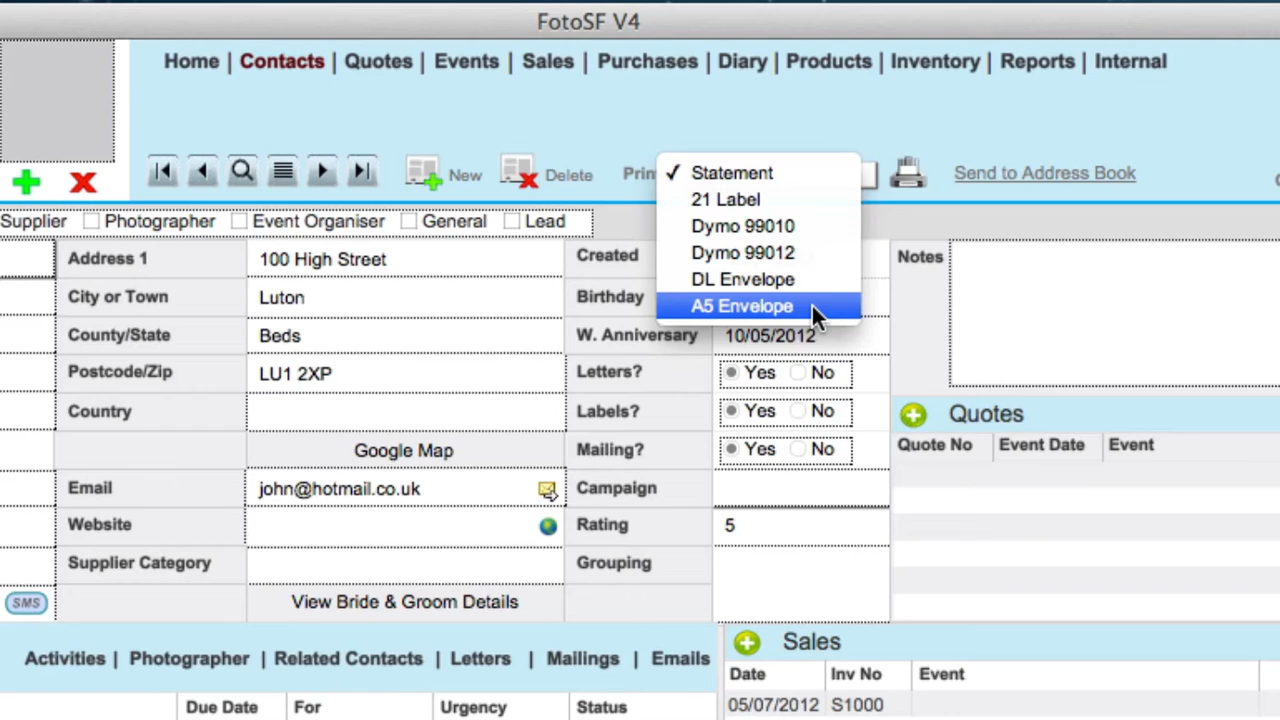 FotoSF V4
Home | Contacts | Quotes | Events | Sales | Purchases | Diary | Products | Inventory | Reports | Internal
New Delete Prin Send to Address Book
✓ Statement
21 Label
Dymo 99010
Dymo 99012
DL Envelope
A5 Envelope
Supplier Photographer Event Organiser General Lead
Address 1 100 High Street Created Notes
City or Town Luton Birthday
County/State Beds W. Anniversary 10/05/2012
Postcode/Zip LU1 2XP Letters? Yes No
Country Labels? Yes No Quotes
Google Map Mailing? Yes No Quote No Event Date Event
Email john@hotmail.co.uk Campaign
Website Rating 5
Supplier Category Grouping
SMS View Bride & Groom Details
Activities | Photographer | Related Contacts | Letters | Mailings | Emails Sales
Date Inv No Event
Due Date For Urgency Status 05/07/2012 S1000